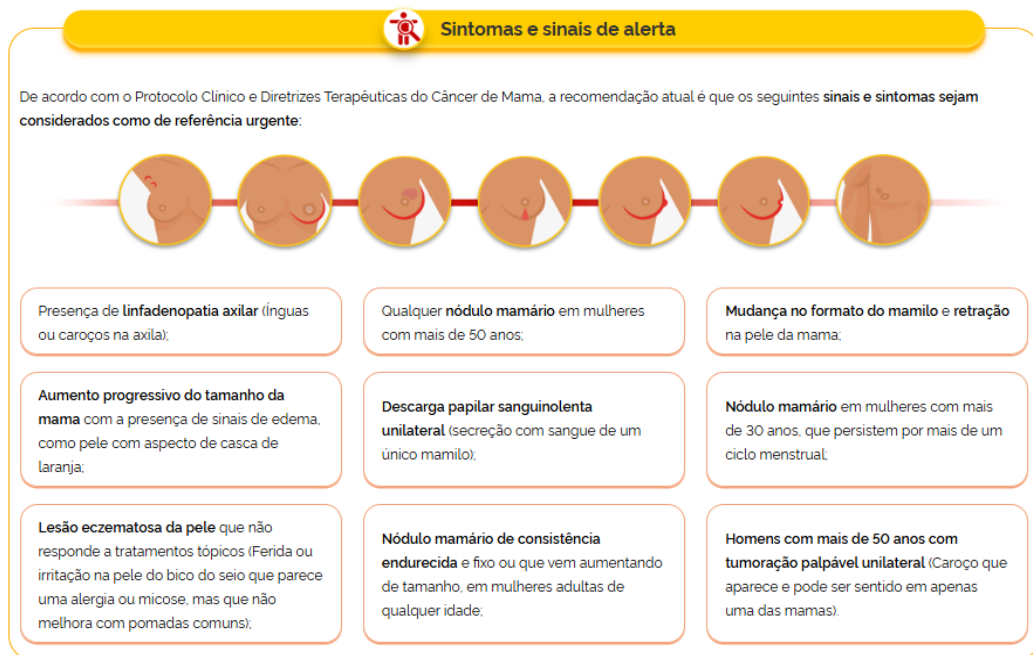 Sintomas e sinais de alerta
De acordo com o Protocolo Clínico e Diretrizes Terapêuticas do Câncer de Mama, a recomendação atual é que os seguintes sinais e sintomas sejam
considerados como de referência urgente:
Presença de linfadenopatia axilar (Ínguas
ou caroços na axila);
Qualquer nódulo mamário em mulheres
com mais de 50 anos;
Mudança no formato do mamilo e retração
na pele da mama;
Aumento progressivo do tamanho da
mama com a presença de sinais de edema,
como pele com aspecto de casca de
laranja;
Descarga papilar sanguinolenta
unilateral (secreção com sangue de um
único mamilo);
Nódulo mamário em mulheres com mais
de 30 anos, que persistem por mais de um
ciclo menstrual;
Lesão eczematosa da pele que não
responde a tratamentos tópicos (Ferida ou
irritação na pele do bico do seio que parece
uma alergia ou micose, mas que não
melhora com pomadas comuns);
Nódulo mamário de consistência
endurecida e fixo ou que vem aumentando
de tamanho, em mulheres adultas de
qualquer idade;
Homens com mais de 50 anos com
tumoração palpável unilateral (Caroço que
aparece e pode ser sentido em apenas
uma das mamas).